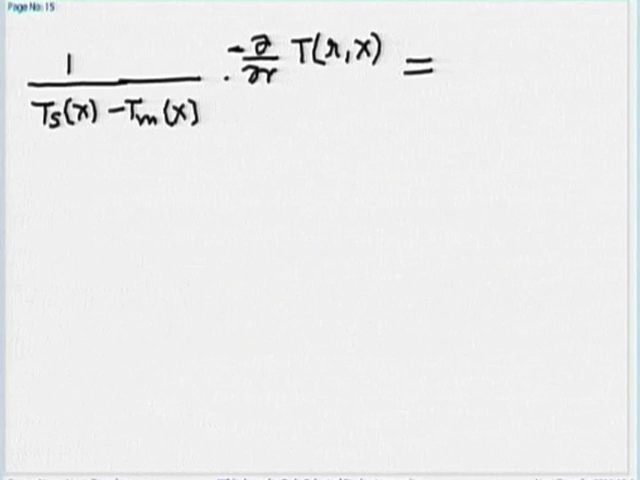 Page No: 15
1 / (Ts(x) - Tm(x)) · -∂/∂r T(r,x) =